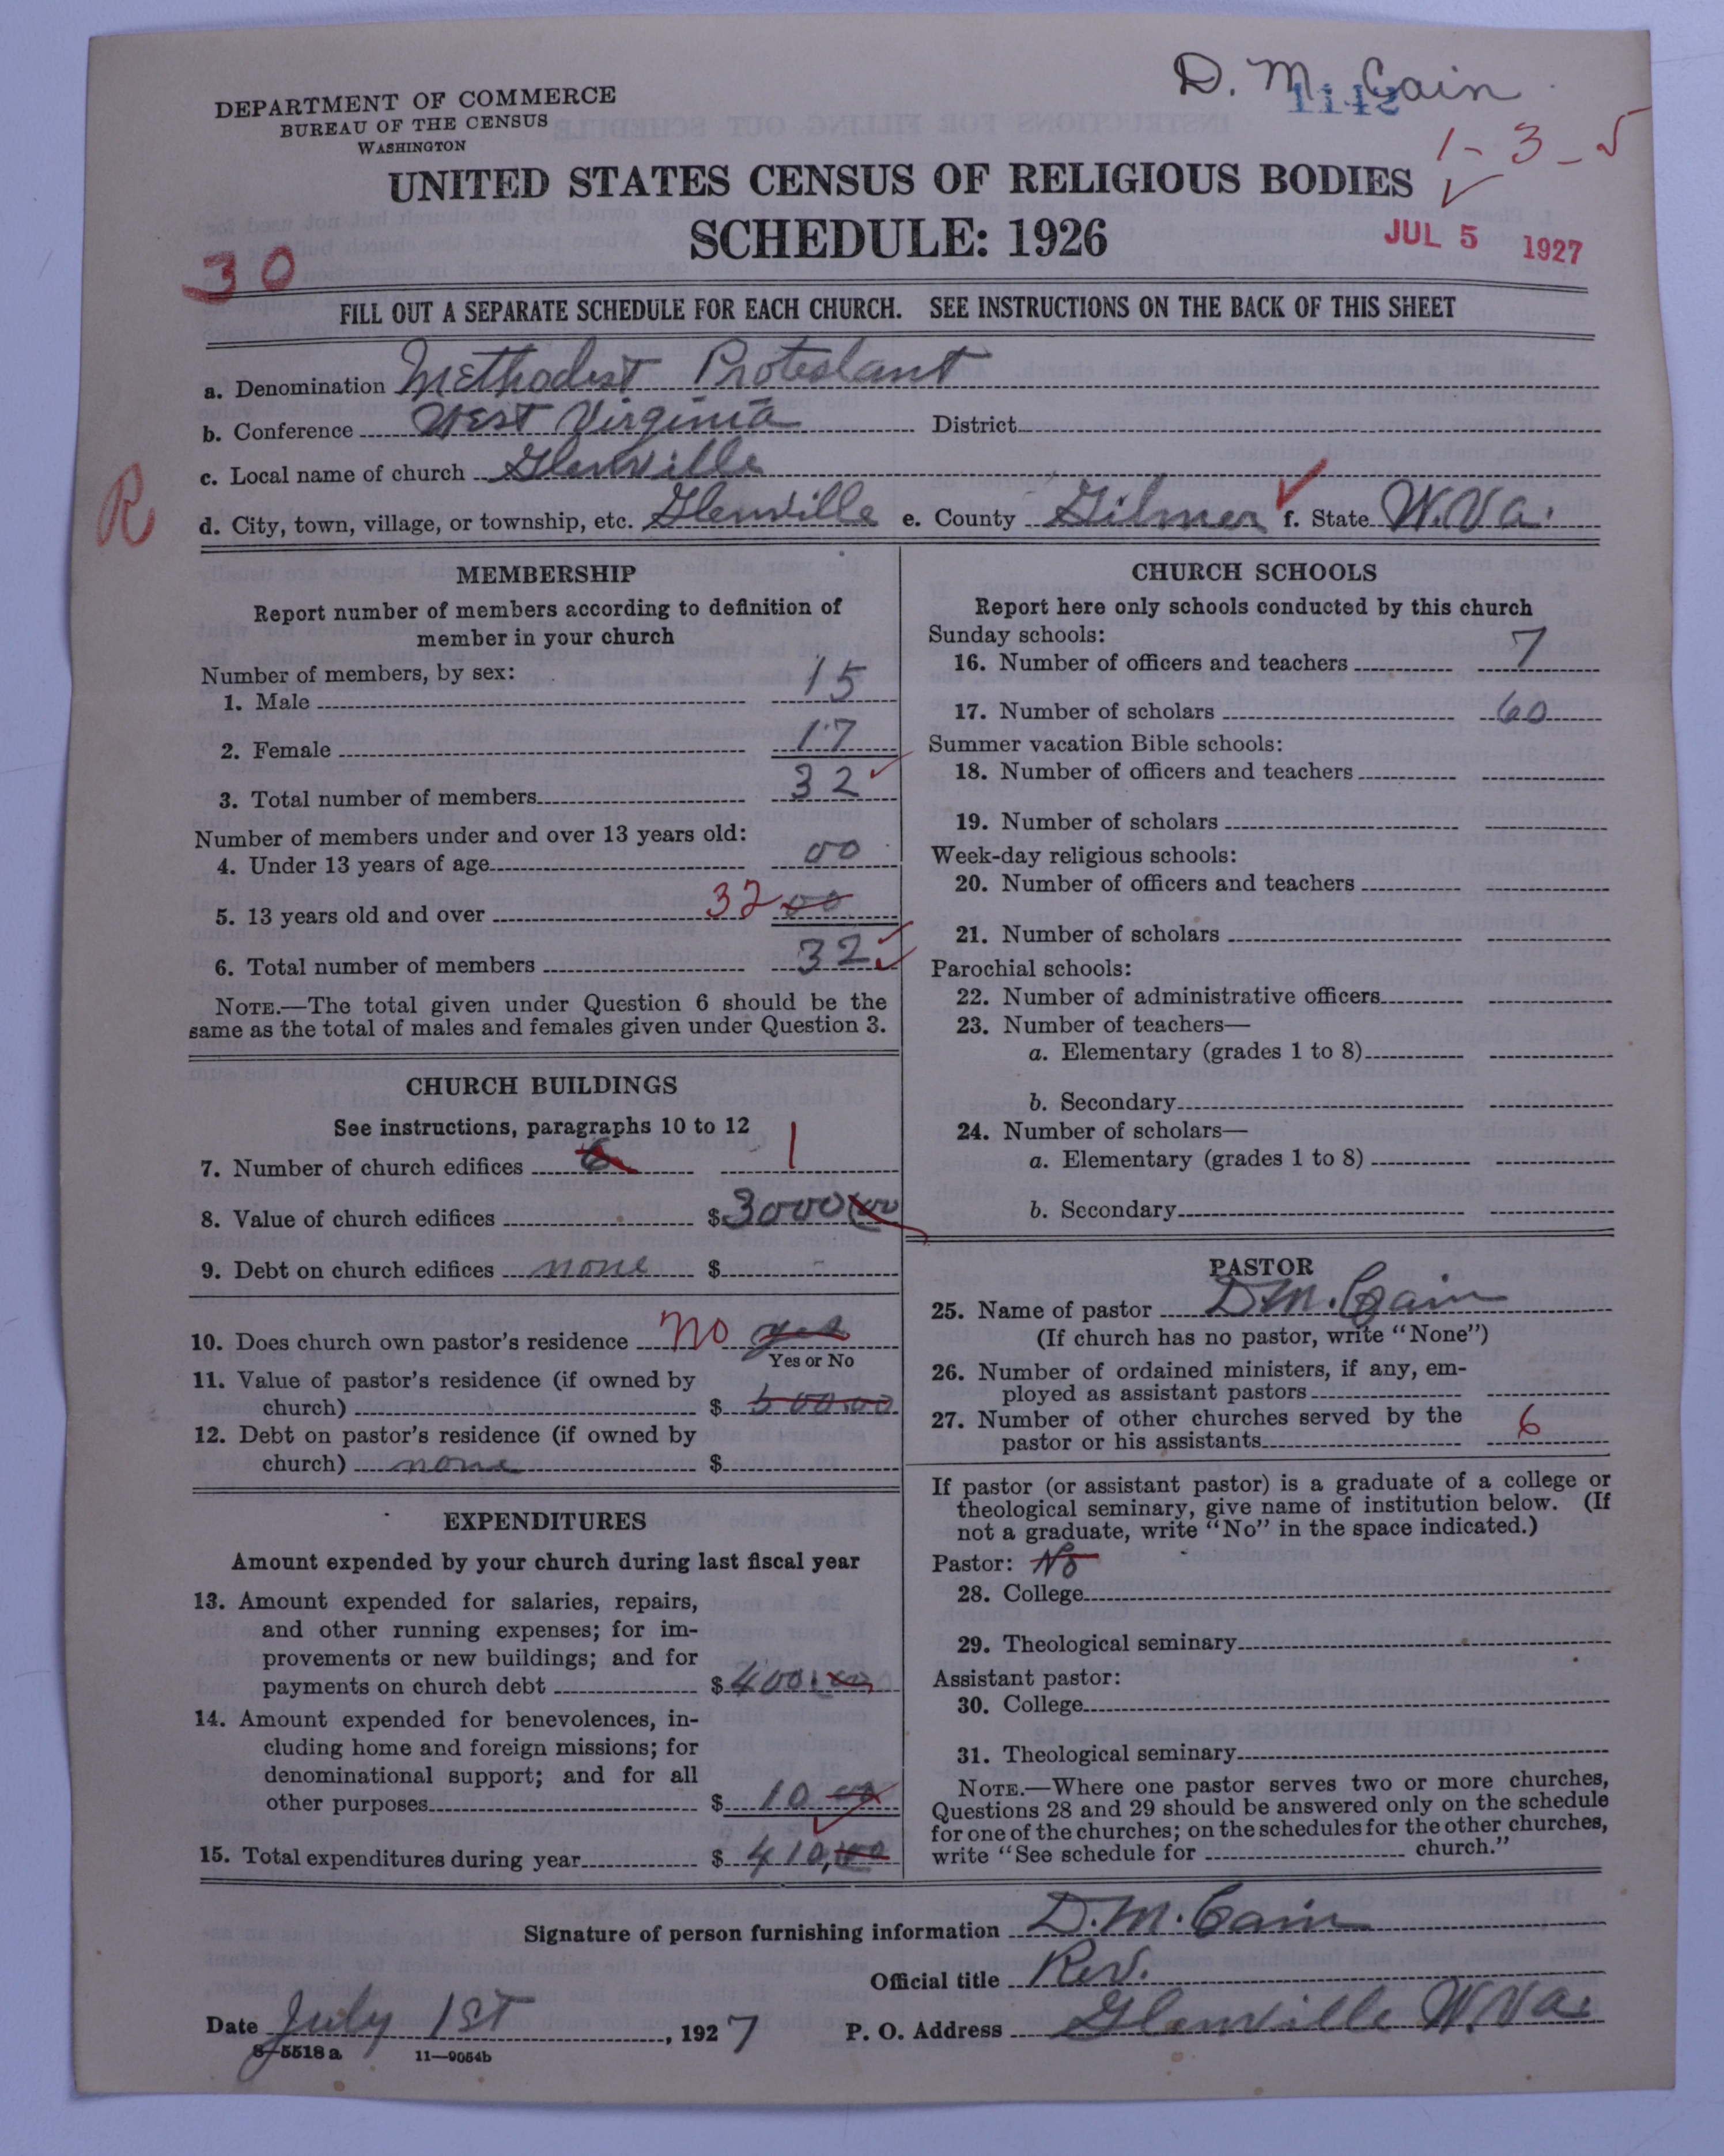 D. M. Cain
1142
DEPARTMENT OF COMMERCE
BUREAU OF THE CENSUS
WASHINGTON
1-3-5
UNITED STATES CENSUS OF RELIGIOUS BODIES
SCHEDULE: 1926
JUL 5 1927
30
FILL OUT A SEPARATE SCHEDULE FOR EACH CHURCH. SEE INSTRUCTIONS ON THE BACK OF THIS SHEET
a. Denomination Methodist Protestant
b. Conference West Virginia District
c. Local name of church Glenville
R
d. City, town, village, or township, etc. Glenville e. County Gilmer f. State W.Va.
MEMBERSHIP
Report number of members according to definition of
member in your church
Number of members, by sex:
1. Male 15
2. Female 17
3. Total number of members 32
Number of members under and over 13 years old:
4. Under 13 years of age 00
5. 13 years old and over 32 00
6. Total number of members 32
NOTE.—The total given under Question 6 should be the
same as the total of males and females given under Question 3.
CHURCH BUILDINGS
See instructions, paragraphs 10 to 12
7. Number of church edifices 6 1
8. Value of church edifices $3000 00
9. Debt on church edifices none $
10. Does church own pastor's residence No yes
Yes or No
11. Value of pastor's residence (if owned by
church) $ 500.00
12. Debt on pastor's residence (if owned by
church) none $
EXPENDITURES
Amount expended by your church during last fiscal year
13. Amount expended for salaries, repairs,
and other running expenses; for im-
provements or new buildings; and for
payments on church debt $400.00
14. Amount expended for benevolences, in-
cluding home and foreign missions; for
denominational support; and for all
other purposes $ 10 00
15. Total expenditures during year $ 410,00
CHURCH SCHOOLS
Report here only schools conducted by this church
Sunday schools:
16. Number of officers and teachers 7
17. Number of scholars 60
Summer vacation Bible schools:
18. Number of officers and teachers
19. Number of scholars
Week-day religious schools:
20. Number of officers and teachers
21. Number of scholars
Parochial schools:
22. Number of administrative officers
23. Number of teachers—
a. Elementary (grades 1 to 8)
b. Secondary
24. Number of scholars—
a. Elementary (grades 1 to 8)
b. Secondary
PASTOR
25. Name of pastor D.M. Cain
(If church has no pastor, write "None")
26. Number of ordained ministers, if any, em-
ployed as assistant pastors
27. Number of other churches served by the
pastor or his assistants 6
If pastor (or assistant pastor) is a graduate of a college or
theological seminary, give name of institution below. (If
not a graduate, write "No" in the space indicated.)
Pastor: No
28. College
29. Theological seminary
Assistant pastor:
30. College
31. Theological seminary
NOTE.—Where one pastor serves two or more churches,
Questions 28 and 29 should be answered only on the schedule
for one of the churches; on the schedules for the other churches,
write "See schedule for church."
Signature of person furnishing information D.M. Cain
Official title Rev.
Date July 1st, 1927 P. O. Address Glenville W.Va.
8-5518 a 11-9054b